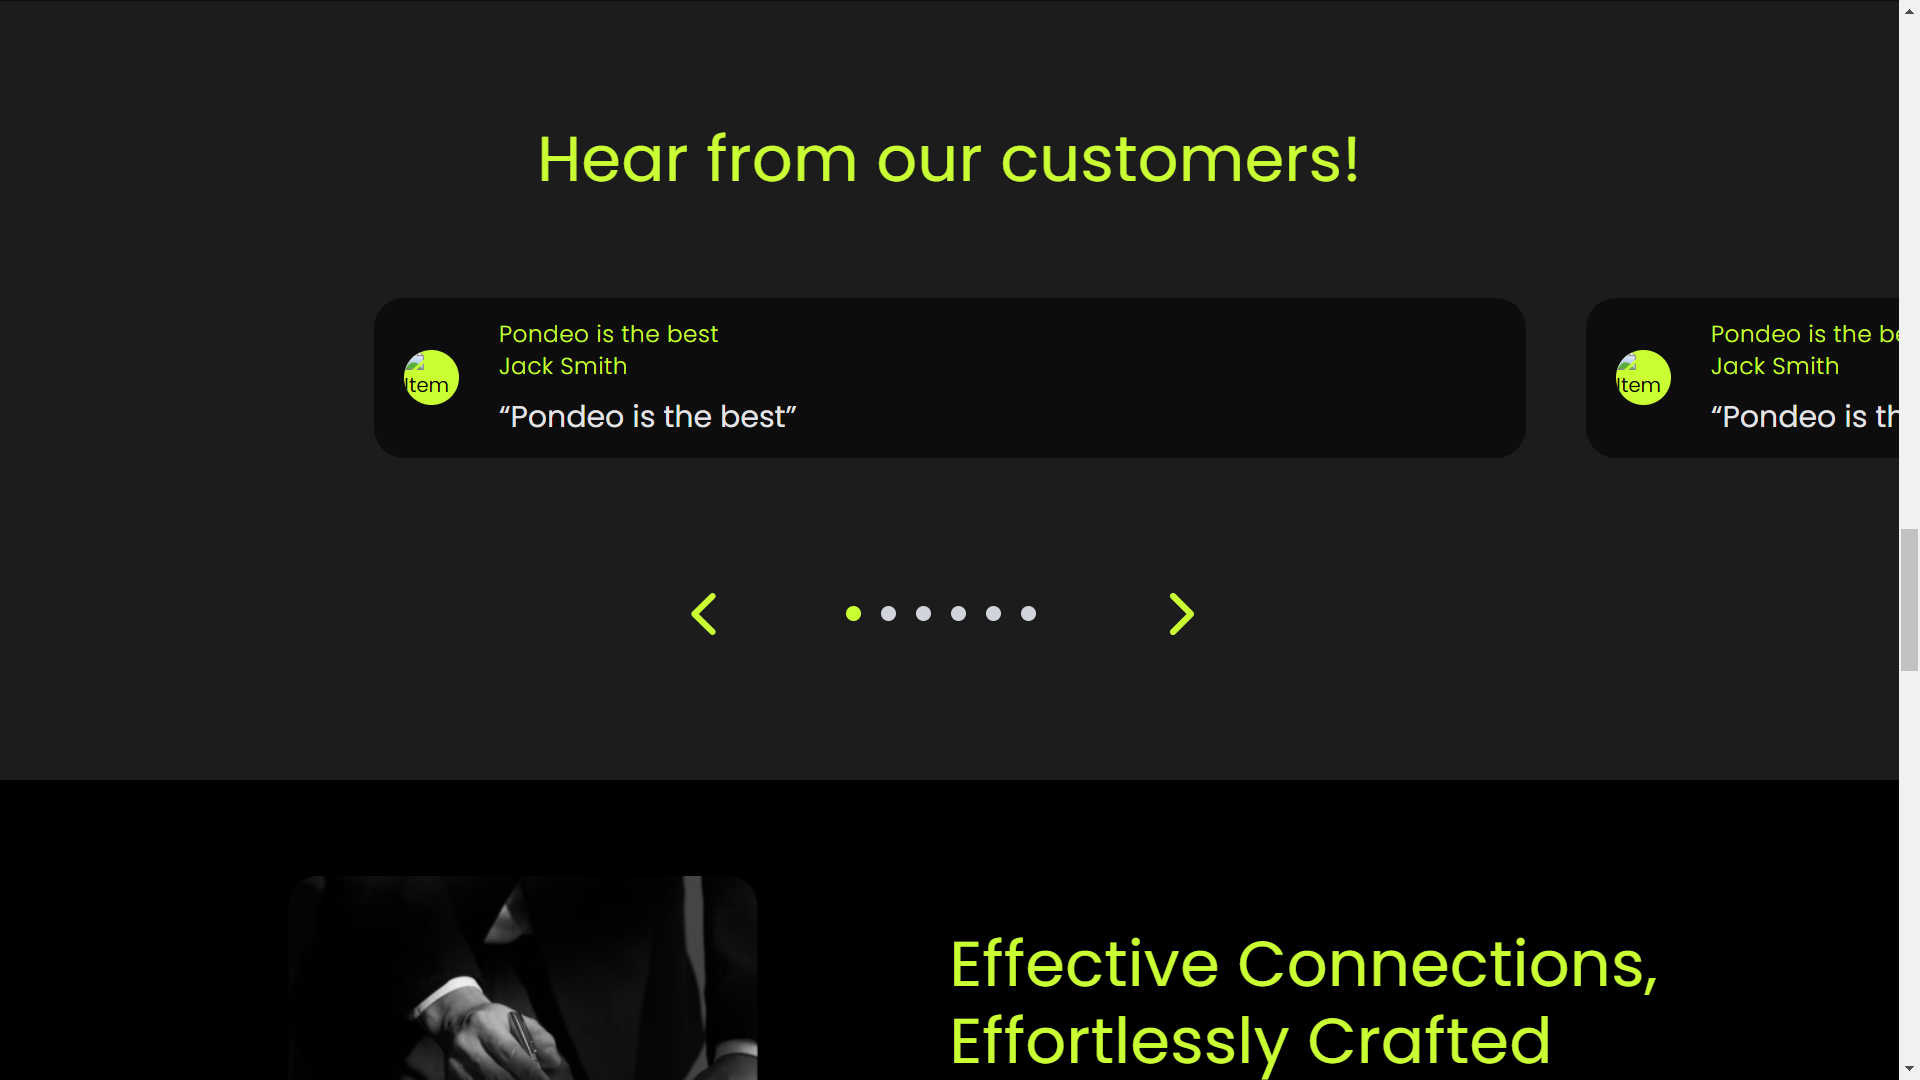 Hear from our customers!
Pondeo is the best
Jack Smith
Item
“Pondeo is the best”
Pondeo is the be
Jack Smith
Item
“Pondeo is th
Effective Connections,
Effortlessly Crafted